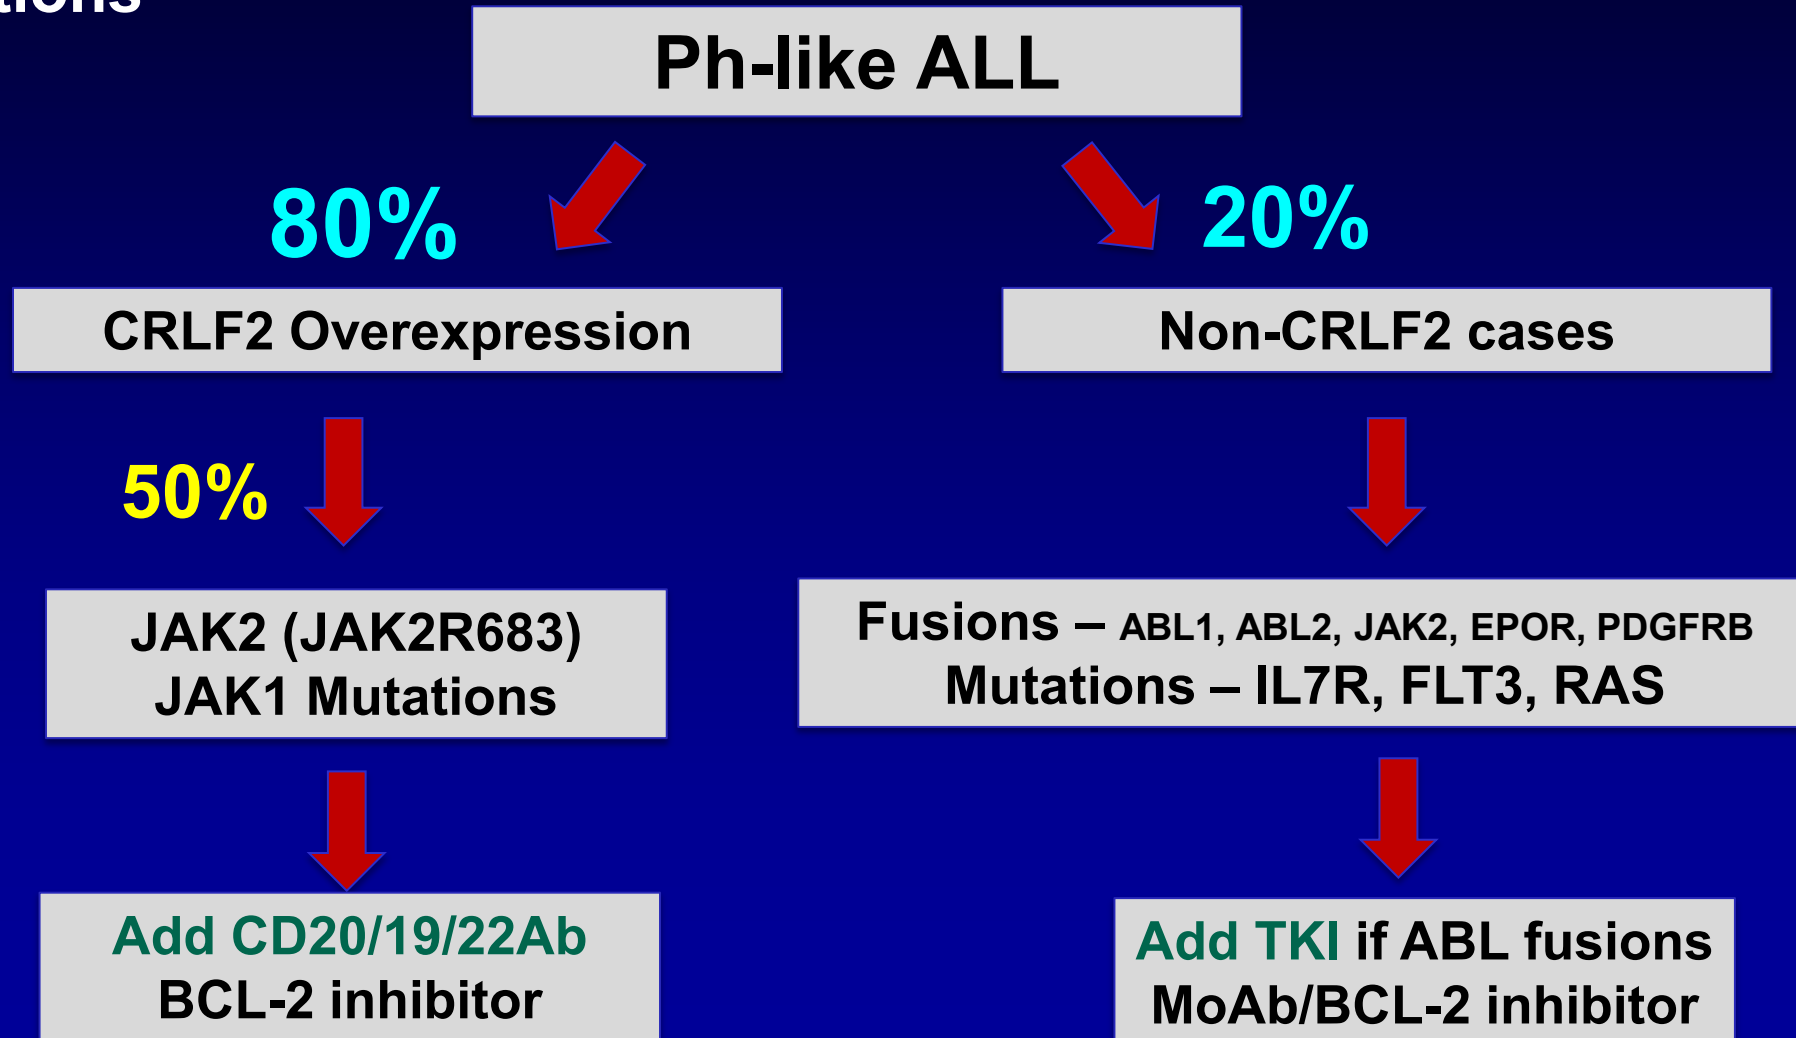 Ph-like ALL
80%
20%
CRLF2 Overexpression
Non-CRLF2 cases
50%
JAK2 (JAK2R683)
JAK1 Mutations
Fusions – ABL1, ABL2, JAK2, EPOR, PDGFRB
Mutations – IL7R, FLT3, RAS
Add CD20/19/22Ab
BCL-2 inhibitor
Add TKI if ABL fusions
MoAb/BCL-2 inhibitor